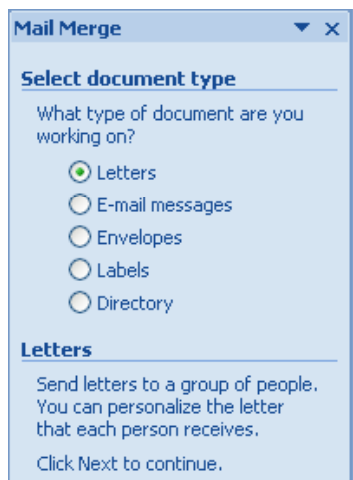 Mail Merge
Select document type
What type of document are you
working on?
Letters
E-mail messages
Envelopes
Labels
Directory
Letters
Send letters to a group of people.
You can personalize the letter
that each person receives.
Click Next to continue.